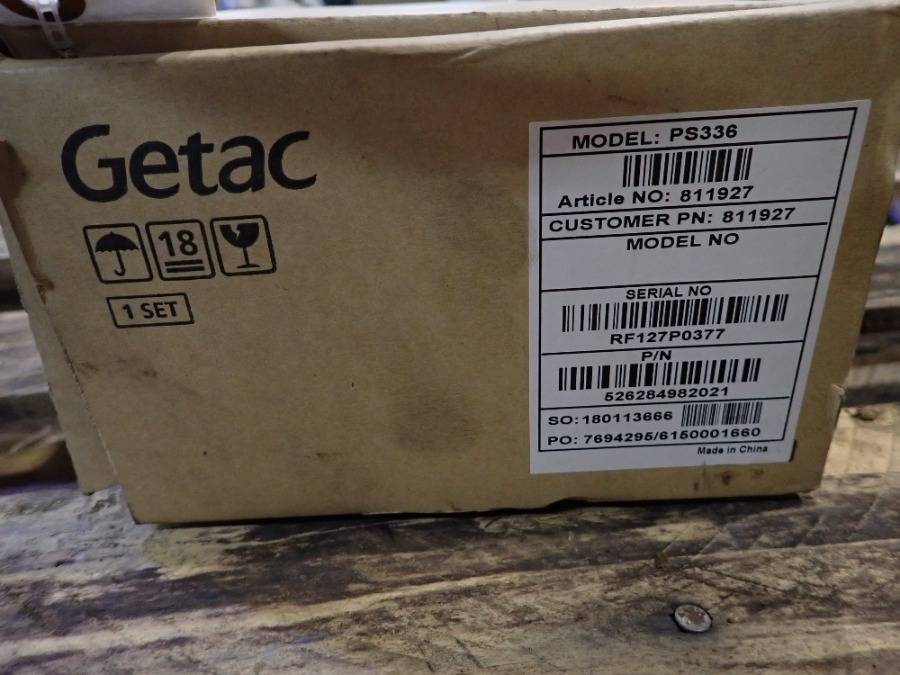 Getac
18
1 SET
MODEL: PS336
Article NO: 811927
CUSTOMER PN: 811927
MODEL NO
SERIAL NO
RF127P0377
P/N
526284982021
SO: 180113666
PO: 7694295/6150001660
Made in China